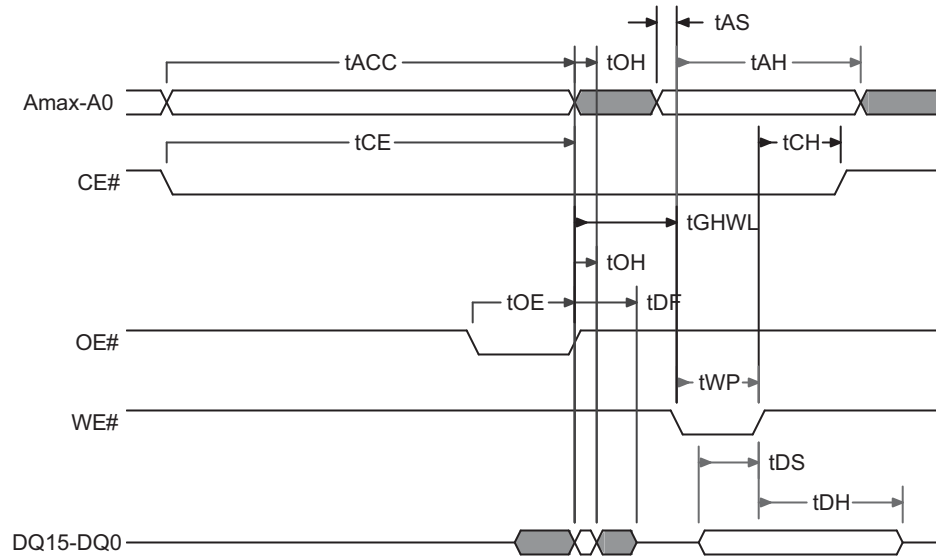 tAS
tACC
tOH
tAH
Amax-A0
tCE
tCH
CE#
tGHWL
tOH
tOE
tDF
OE#
tWP
WE#
tDS
tDH
DQ15-DQ0